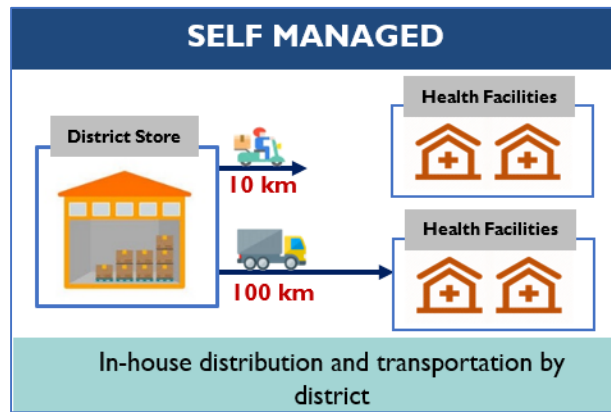 SELF MANAGED
District Store
10 km
Health Facilities
100 km
Health Facilities
In-house distribution and transportation by
district